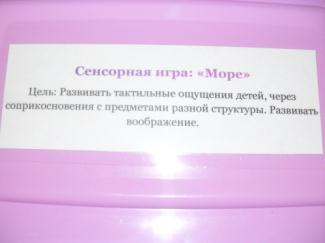 Сенсорная игра: «Море»
Цель: Развивать тактильные ощущения детей, через
соприкосновения с предметами разной структуры. Развивать
воображение.